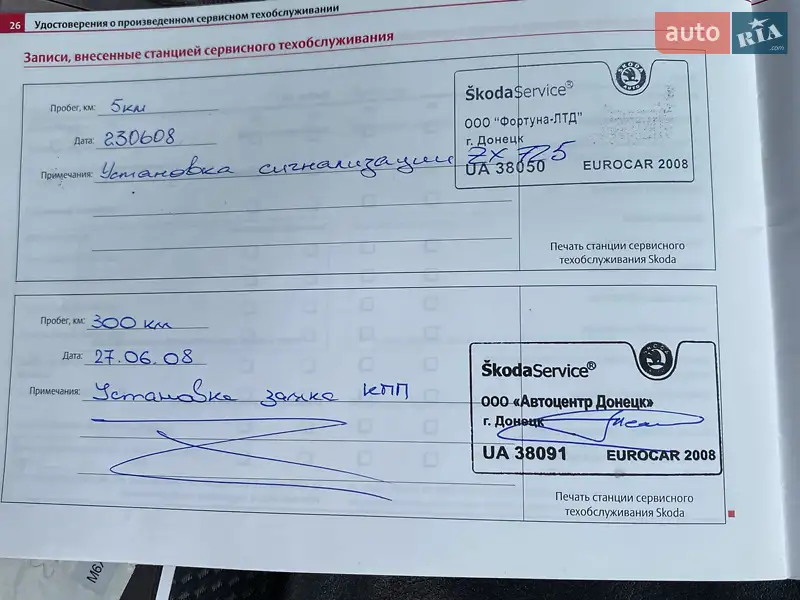 26 Удостоверения о произведенном сервисном техобслуживании
auto RIA .com
Записи, внесенные станцией сервисного техобслуживания
Пробег, км: 5км
Дата: 230608
Примечания: Установка сигнализации ZX 725
ŠkodaService®
ООО "Фортуна-ЛТД"
г. Донецк
UA 38050 EUROCAR 2008
Печать станции сервисного
техобслуживания Skoda
Пробег, км: 300 км
Дата: 27.06.08
Примечания: Установка замка КПП
ŠkodaService®
ООО «Автоцентр Донецк»
г. Донецк
UA 38091 EUROCAR 2008
Печать станции сервисного
техобслуживания Skoda